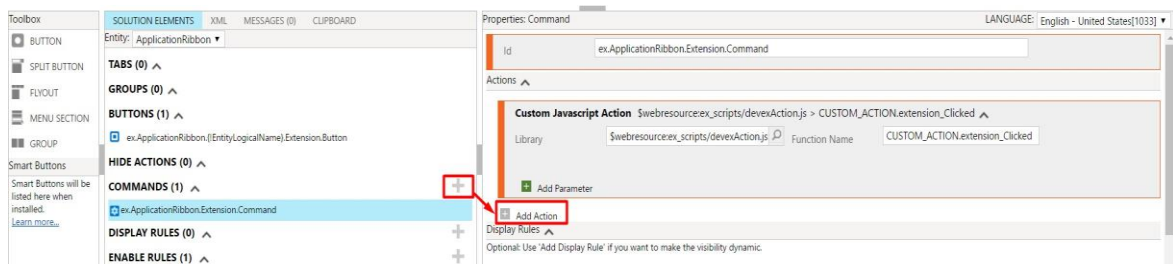 Toolbox
BUTTON
SPLIT BUTTON
FLYOUT
MENU SECTION
GROUP
Smart Buttons
Smart Buttons will be
listed here when
installed.
Learn more...
SOLUTION ELEMENTS XML MESSAGES (0) CLIPBOARD
Entity: ApplicationRibbon
TABS (0)
GROUPS (0)
BUTTONS (1)
ex.ApplicationRibbon.{!EntityLogicalName}.Extension.Button
HIDE ACTIONS (0)
COMMANDS (1)
ex.ApplicationRibbon.Extension.Command
DISPLAY RULES (0)
ENABLE RULES (1)
Properties: Command LANGUAGE: English - United States[1033]
Id ex.ApplicationRibbon.Extension.Command
Actions
Custom Javascript Action $webresource:ex_scripts/devexAction.js > CUSTOM_ACTION.extension_Clicked
Library $webresource:ex_scripts/devexAction.js Function Name CUSTOM_ACTION.extension_Clicked
Add Parameter
Add Action
Display Rules
Optional: Use 'Add Display Rule' if you want to make the visibility dynamic.